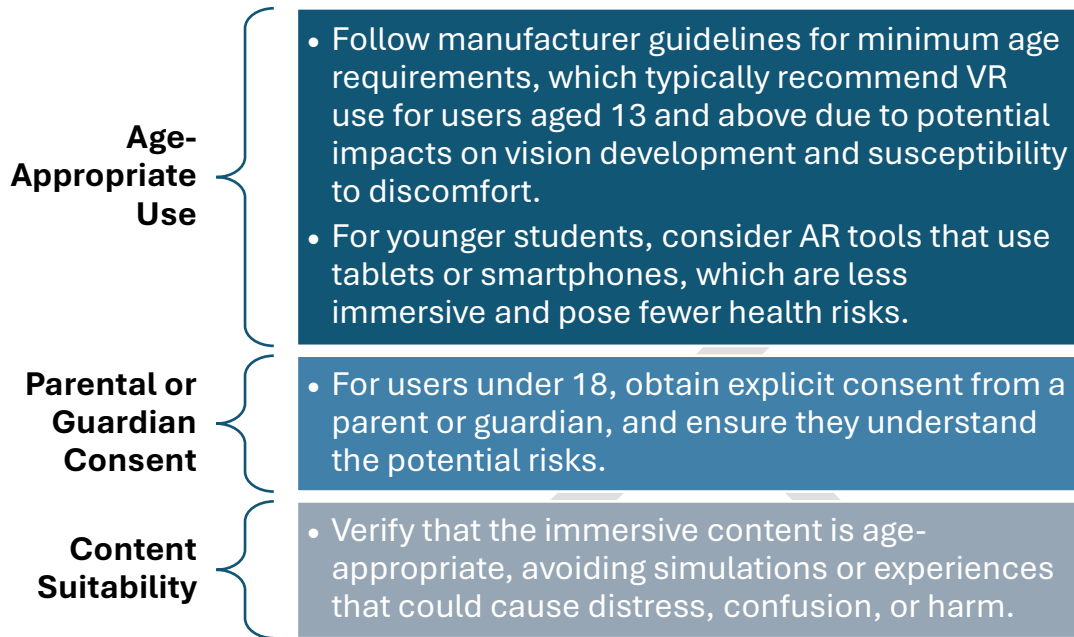 Age-
Appropriate
Use
• Follow manufacturer guidelines for minimum age
requirements, which typically recommend VR
use for users aged 13 and above due to potential
impacts on vision development and susceptibility
to discomfort.
• For younger students, consider AR tools that use
tablets or smartphones, which are less
immersive and pose fewer health risks.
Parental or
Guardian
Consent
• For users under 18, obtain explicit consent from a
parent or guardian, and ensure they understand
the potential risks.
Content
Suitability
• Verify that the immersive content is age-
appropriate, avoiding simulations or experiences
that could cause distress, confusion, or harm.